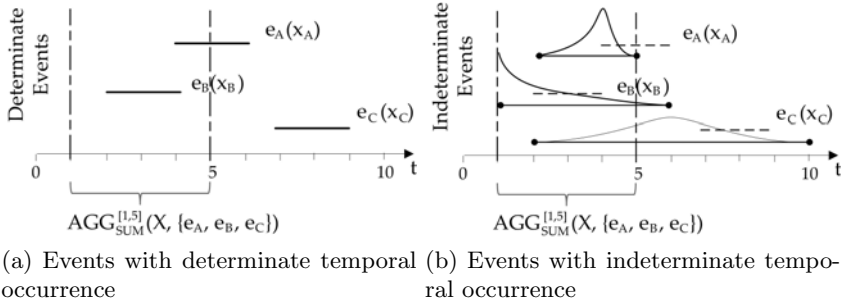 Determinate
Events
e_A(x_A)
e_B(x_B)
e_C(x_C)
0 5 10 t
AGG_SUM^[1,5](X, {e_A, e_B, e_C})
(a) Events with determinate temporal
occurrence
Indeterminate
Events
e_A(x_A)
e_B(x_B)
e_C(x_C)
0 5 10 t
AGG_SUM^[1,5](X, {e_A, e_B, e_C})
(b) Events with indeterminate tempo-
ral occurrence